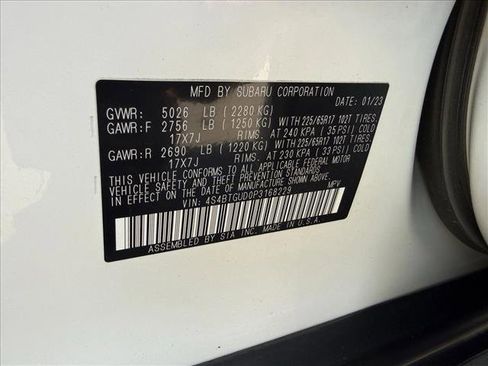 MFD BY SUBARU CORPORATION DATE: 01/23
GVWR: 5026 LB (2280 KG)
GAWR:F 2756 LB (1250 KG) WITH 225/65R17 102T TIRES,
17X7J RIMS, AT 240 KPA (35 PSI) COLD
GAWR:R 2690 LB (1220 KG) WITH 225/65R17 102T TIRES,
17X7J RIMS, AT 230 KPA (33 PSI) COLD
THIS VEHICLE CONFORMS TO ALL APPLICABLE FEDERAL MOTOR
VEHICLE SAFETY STANDARDS IN EFFECT ON THE DATE OF
MANUFACTURE SHOWN ABOVE.
VIN: 4S4BTGUD0P3168229 MPV
ASSEMBLED BY SIA INC. MADE IN U.S.A.